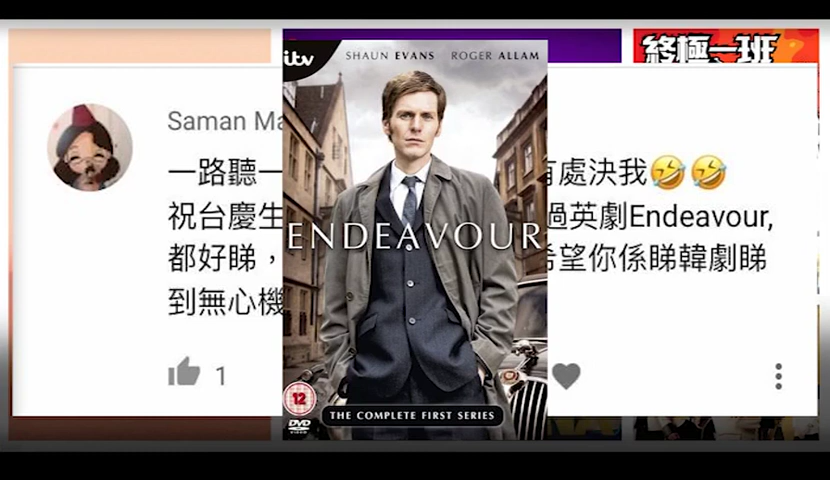 終極一班
itv
SHAUN EVANS ROGER ALLAM
Saman Ma
一路聽一
有處決我🤣🤣
祝台慶生
過英劇Endeavour,
ENDEAVOUR
都好睇，
希望你係睇韓劇睇
到無心機
1
12
DVD
VIDEO
THE COMPLETE FIRST SERIES